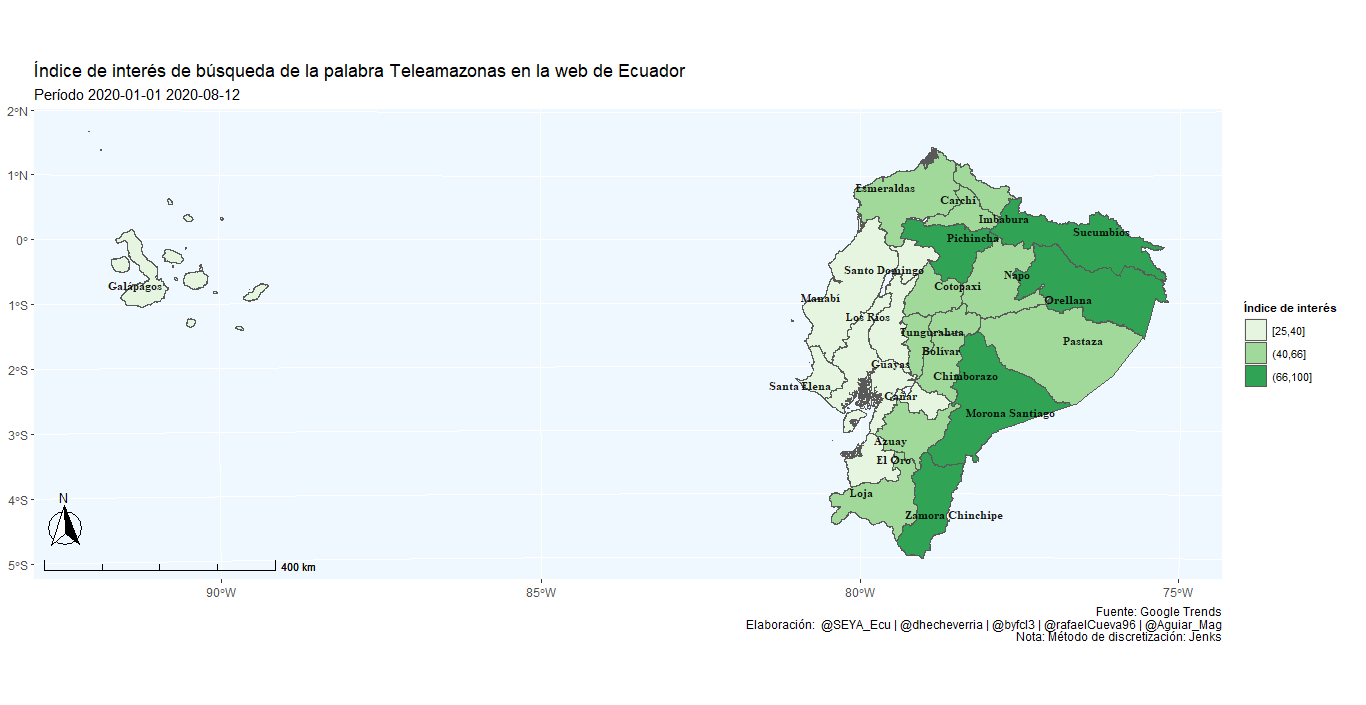 Índice de interés de búsqueda de la palabra Teleamazonas en la web de Ecuador
Período 2020-01-01 2020-08-12
2°N
1°N
0°
1°S
2°S
3°S
4°S
5°S
90°W
85°W
80°W
75°W
Esmeraldas
Carchi
Imbabura
Sucumbíos
Pichincha
Santo Domingo
Napo
Cotopaxi
Galápagos
Manabí
Orellana
Los Ríos
Tungurahua
Pastaza
Bolívar
Guayas
Chimborazo
Santa Elena
Cañar
Morona Santiago
Azuay
El Oro
Loja
Zamora Chinchipe
N
400 km
Índice de interés
[25,40]
(40,66]
(66,100]
Fuente: Google Trends
Elaboración: @SEYA_Ecu | @dhecheverria | @byfcl3 | @rafaelCueva96 | @Aguiar_Mag
Nota: Método de discretización: Jenks